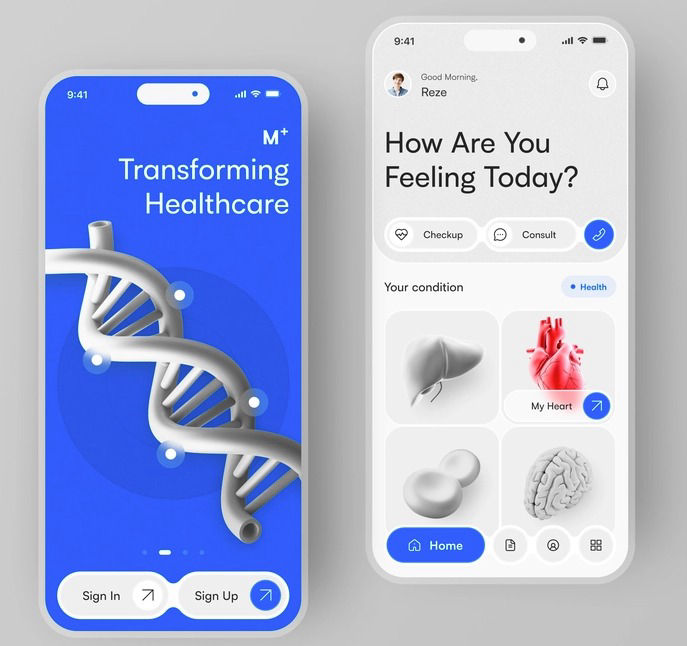 9:41
M+
Transforming
Healthcare
Sign In
Sign Up
9:41
Good Morning,
Reze
How Are You
Feeling Today?
Checkup
Consult
Your condition
Health
My Heart
Home